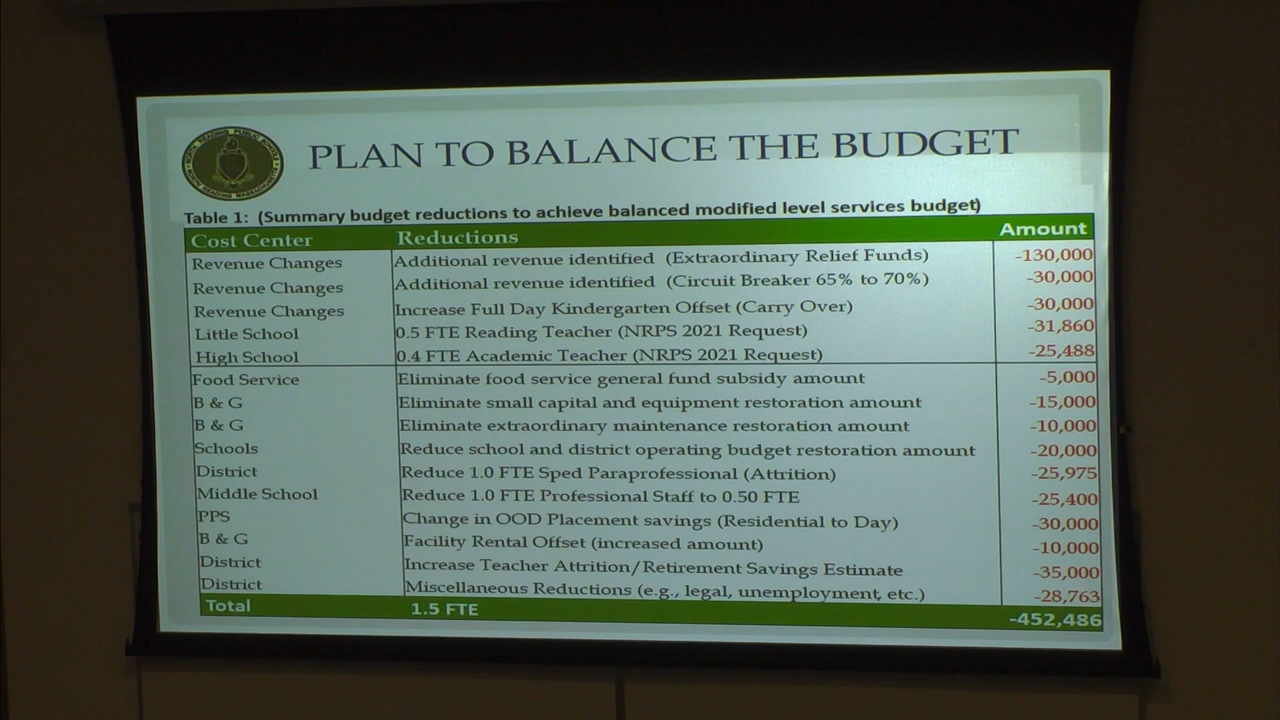 NORTH READING PUBLIC SCHOOLS
NORTH READING MASSACHUSETTS
PLAN TO BALANCE THE BUDGET
Table 1: (Summary budget reductions to achieve balanced modified level services budget)
Cost Center Reductions Amount
Revenue Changes Additional revenue identified (Extraordinary Relief Funds) -130,000
Revenue Changes Additional revenue identified (Circuit Breaker 65% to 70%) -30,000
Revenue Changes Increase Full Day Kindergarten Offset (Carry Over) -30,000
Little School 0.5 FTE Reading Teacher (NRPS 2021 Request) -31,860
High School 0.4 FTE Academic Teacher (NRPS 2021 Request) -25,488
Food Service Eliminate food service general fund subsidy amount -5,000
B & G Eliminate small capital and equipment restoration amount -15,000
B & G Eliminate extraordinary maintenance restoration amount -10,000
Schools Reduce school and district operating budget restoration amount -20,000
District Reduce 1.0 FTE Sped Paraprofessional (Attrition) -25,975
Middle School Reduce 1.0 FTE Professional Staff to 0.50 FTE -25,400
PPS Change in OOD Placement savings (Residential to Day) -30,000
B & G Facility Rental Offset (increased amount) -10,000
District Increase Teacher Attrition/Retirement Savings Estimate -35,000
District Miscellaneous Reductions (e.g., legal, unemployment, etc.) -28,763
Total 1.5 FTE -452,486